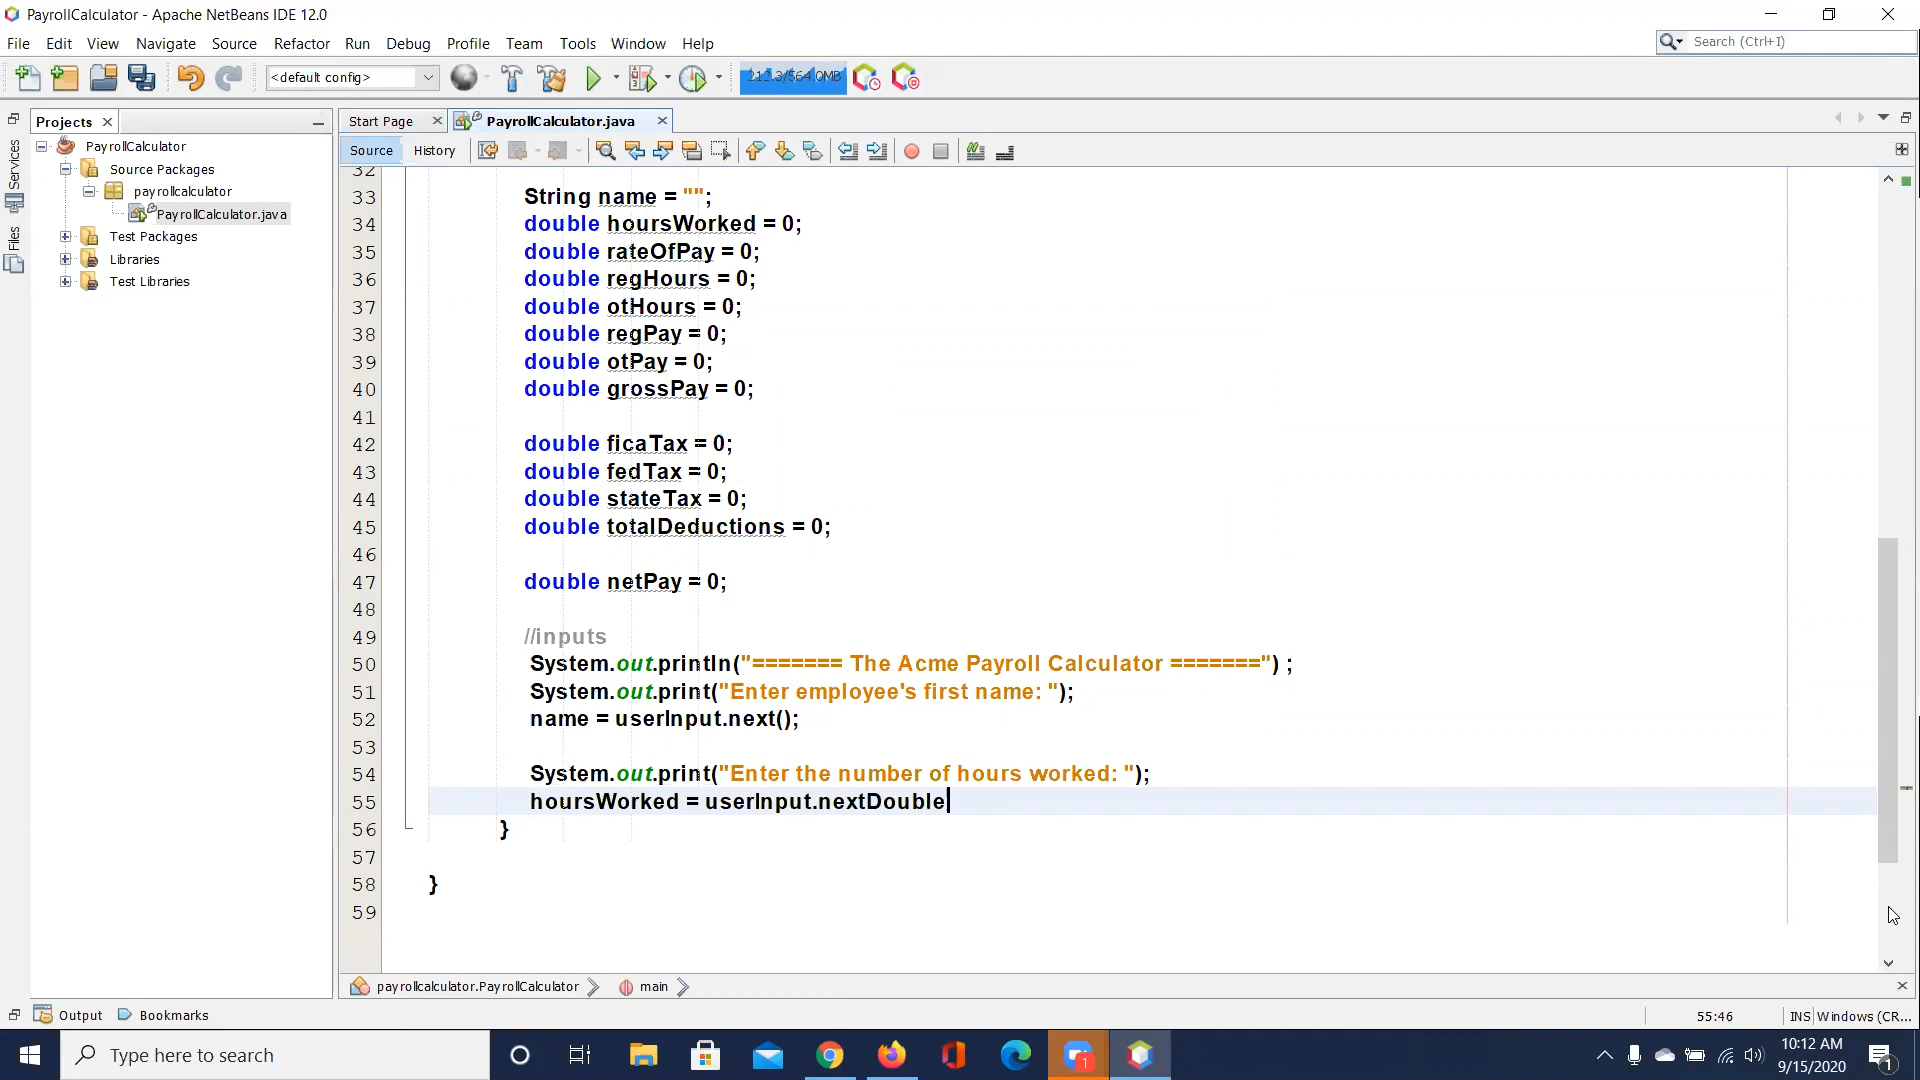 PayrollCalculator - Apache NetBeans IDE 12.0
File Edit View Navigate Source Refactor Run Debug Profile Team Tools Window Help
Search (Ctrl+I)
<default config>
213.3/564.0MB
Projects
Start Page
PayrollCalculator.java
Services
Files
PayrollCalculator
Source Packages
payrollcalculator
PayrollCalculator.java
Test Packages
Libraries
Test Libraries
Source History
32
33 String name = "";
34 double hoursWorked = 0;
35 double rateOfPay = 0;
36 double regHours = 0;
37 double otHours = 0;
38 double regPay = 0;
39 double otPay = 0;
40 double grossPay = 0;
41
42 double ficaTax = 0;
43 double fedTax = 0;
44 double stateTax = 0;
45 double totalDeductions = 0;
46
47 double netPay = 0;
48
49 //inputs
50 System.out.println("======= The Acme Payroll Calculator =======") ;
51 System.out.print("Enter employee's first name: ");
52 name = userInput.next();
53
54 System.out.print("Enter the number of hours worked: ");
55 hoursWorked = userInput.nextDouble
56 }
57
58 }
59
payrollcalculator.PayrollCalculator main
Output Bookmarks
55:46 INS Windows (CR...
Type here to search
1
10:12 AM
9/15/2020
1